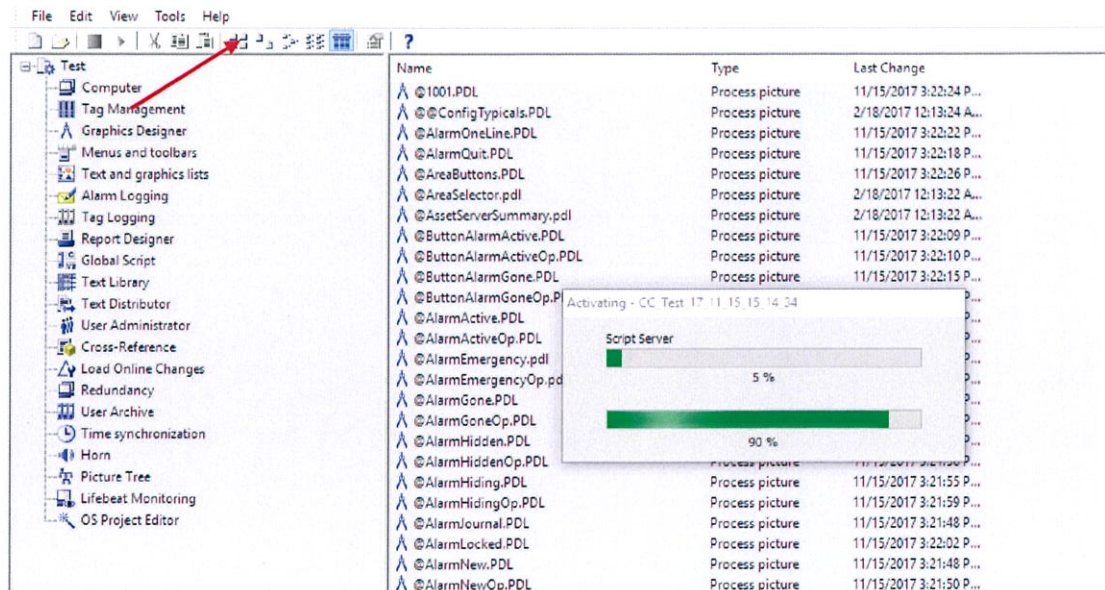 File Edit View Tools Help
?
Test
Computer
Tag Management
Graphics Designer
Menus and toolbars
Text and graphics lists
Alarm Logging
Tag Logging
Report Designer
Global Script
Text Library
Text Distributor
User Administrator
Cross-Reference
Load Online Changes
Redundancy
User Archive
Time synchronization
Horn
Picture Tree
Lifebeat Monitoring
OS Project Editor
Name Type Last Change
@1001.PDL Process picture 11/15/2017 3:22:24 P...
@@ConfigTypicals.PDL Process picture 2/18/2017 12:13:24 A...
@AlarmOneLine.PDL Process picture 11/15/2017 3:22:22 P...
@AlarmQuit.PDL Process picture 11/15/2017 3:22:18 P...
@AreaButtons.PDL Process picture 11/15/2017 3:22:26 P...
@AreaSelector.pdl Process picture 2/18/2017 12:13:22 A...
@AssetServerSummary.pdl Process picture 2/18/2017 12:13:22 A...
@ButtonAlarmActive.PDL Process picture 11/15/2017 3:22:09 P...
@ButtonAlarmActiveOp.PDL Process picture 11/15/2017 3:22:10 P...
@ButtonAlarmGone.PDL Process picture 11/15/2017 3:22:15 P...
@ButtonAlarmGoneOp.P
@AlarmActive.PDL
@AlarmActiveOp.PDL
@AlarmEmergency.pdl
@AlarmEmergencyOp.pd
@AlarmGone.PDL
@AlarmGoneOp.PDL
@AlarmHidden.PDL
@AlarmHiddenOp.PDL Process picture
@AlarmHiding.PDL Process picture 11/15/2017 3:21:55 P...
@AlarmHidingOp.PDL Process picture 11/15/2017 3:21:59 P...
@AlarmJournal.PDL Process picture 11/15/2017 3:21:48 P...
@AlarmLocked.PDL Process picture 11/15/2017 3:22:02 P...
@AlarmNew.PDL Process picture 11/15/2017 3:21:48 P...
@AlarmNewOp.PDL Process picture 11/15/2017 3:21:50 P...
Activating - CC_Test_17_11_15_15_14_34
Script Server
5 %
90 %